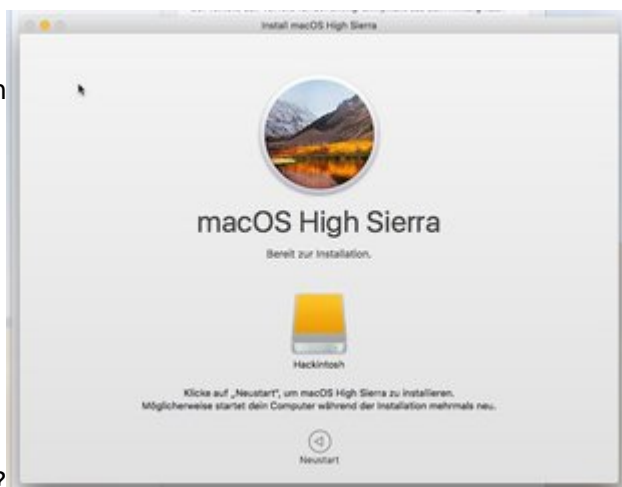 Install macOS High Sierra
macOS High Sierra
Bereit zur Installation.
Hackintosh
Klicke auf „Neustart", um macOS High Sierra zu installieren.
Möglicherweise startet dein Computer während der Installation mehrmals neu.
Neustart
?